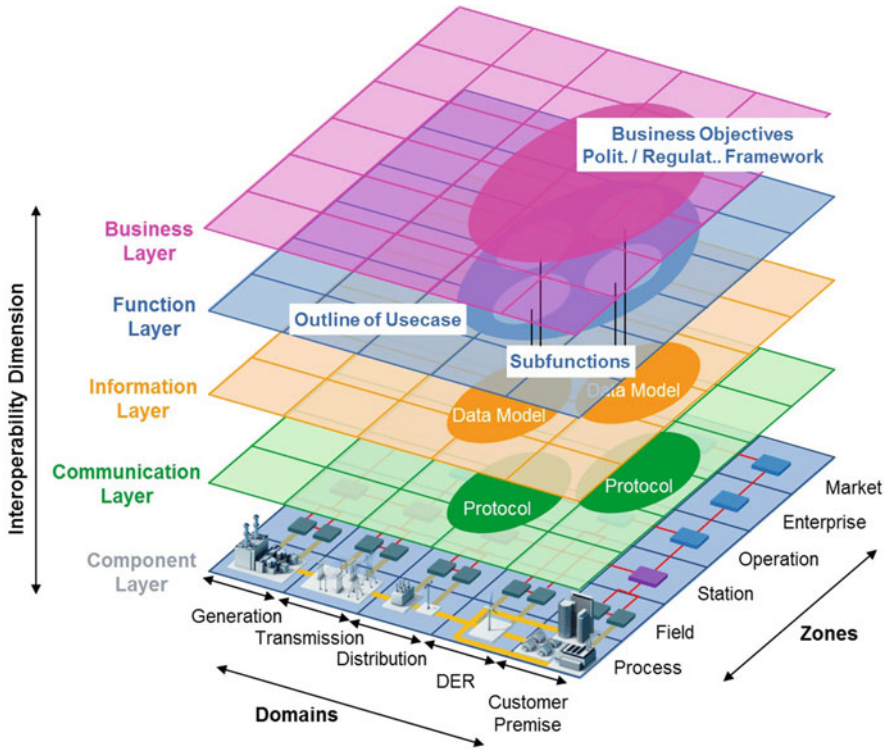 Business Objectives
Polit. / Regulat.. Framework
Business
Layer
Function
Layer
Outline of Usecase
Subfunctions
Information
Layer
Data Model
Data Model
Communication
Layer
Protocol
Protocol
Component
Layer
Interoperability Dimension
Generation
Transmission
Distribution
DER
Customer
Premise
Domains
Market
Enterprise
Operation
Station
Field
Process
Zones